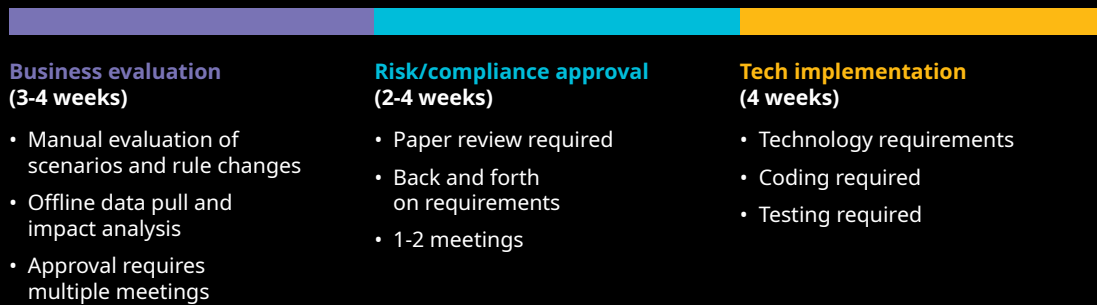 Business evaluation
(3-4 weeks)
• Manual evaluation of
scenarios and rule changes
• Offline data pull and
impact analysis
• Approval requires
multiple meetings
Risk/compliance approval
(2-4 weeks)
• Paper review required
• Back and forth
on requirements
• 1-2 meetings
Tech implementation
(4 weeks)
• Technology requirements
• Coding required
• Testing required